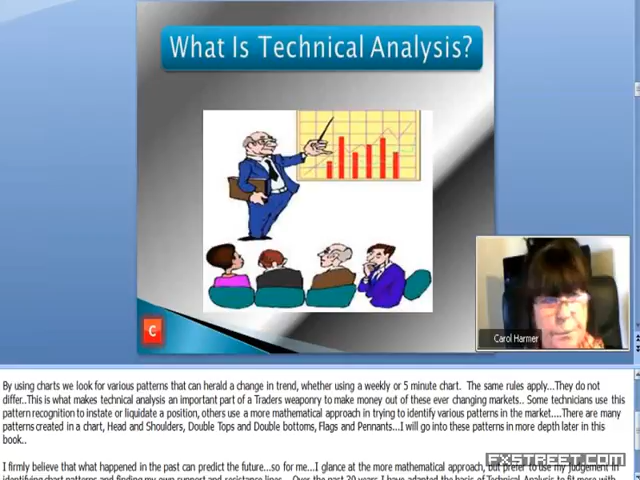 What Is Technical Analysis?
C
Carol Harmer
By using charts we look for various patterns that can herald a change in trend, whether using a weekly or 5 minute chart. The same rules apply...They do not
differ..This is what makes technical analysis an important part of a Traders weaponry to make money out of these ever changing markets.. Some technicians use this
pattern recognition to instate or liquidate a position, others use a more mathematical approach in trying to identify various patterns in the market....There are many
patterns created in a chart, Head and Shoulders, Double Tops and Double bottoms, Flags and Pennants...I will go into these patterns in more depth later in this
book..
I firmly believe that what happened in the past can predict the future...so for me...I glance at the more mathematical approach, but prefer to use my judgement in
identifying chart patterns and finding my own support and resistance lines... Over the past 30 years I have adapted the basis of Technical Analysis to fit more with
FXSTREET.COM